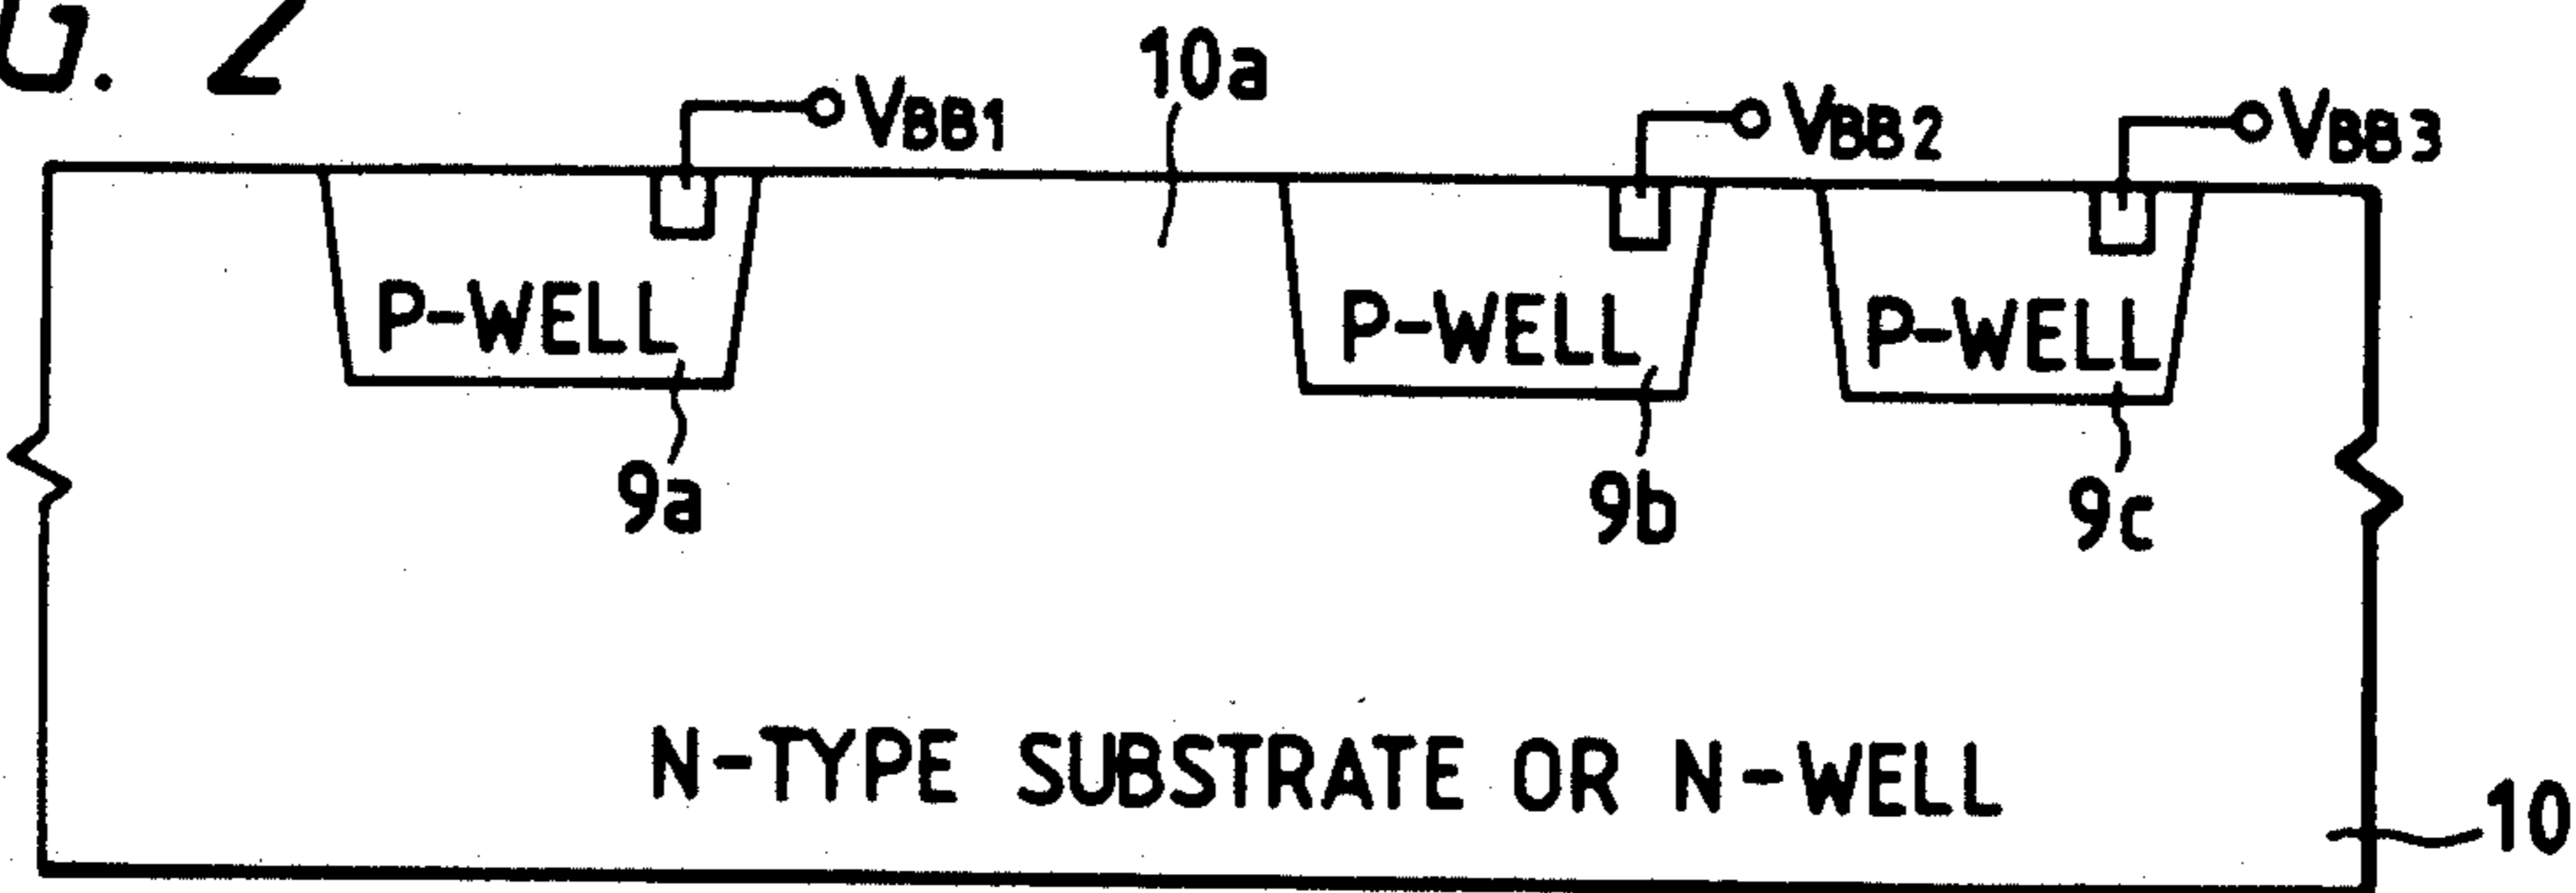 G. 2
10a
VBB1
VBB2
VBB3
P-WELL
P-WELL
P-WELL
9a
9b
9c
N-TYPE SUBSTRATE OR N-WELL
10